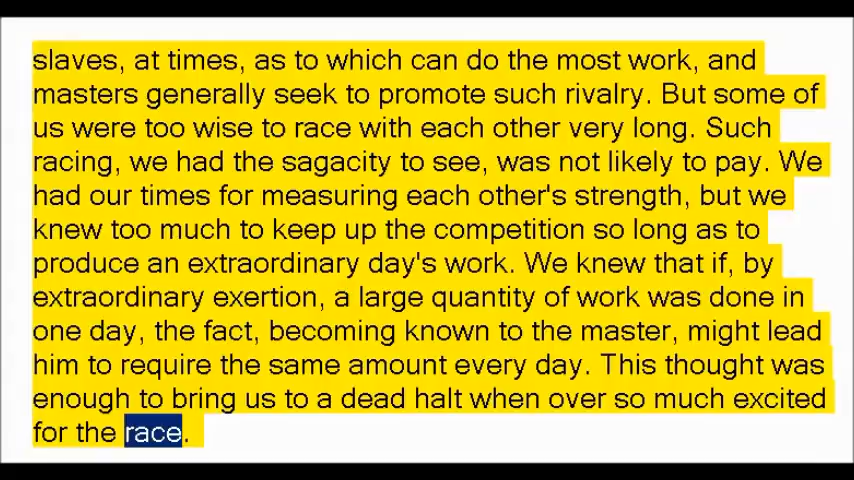 slaves, at times, as to which can do the most work, and
masters generally seek to promote such rivalry. But some of
us were too wise to race with each other very long. Such
racing, we had the sagacity to see, was not likely to pay. We
had our times for measuring each other's strength, but we
knew too much to keep up the competition so long as to
produce an extraordinary day's work. We knew that if, by
extraordinary exertion, a large quantity of work was done in
one day, the fact, becoming known to the master, might lead
him to require the same amount every day. This thought was
enough to bring us to a dead halt when over so much excited
for the race.